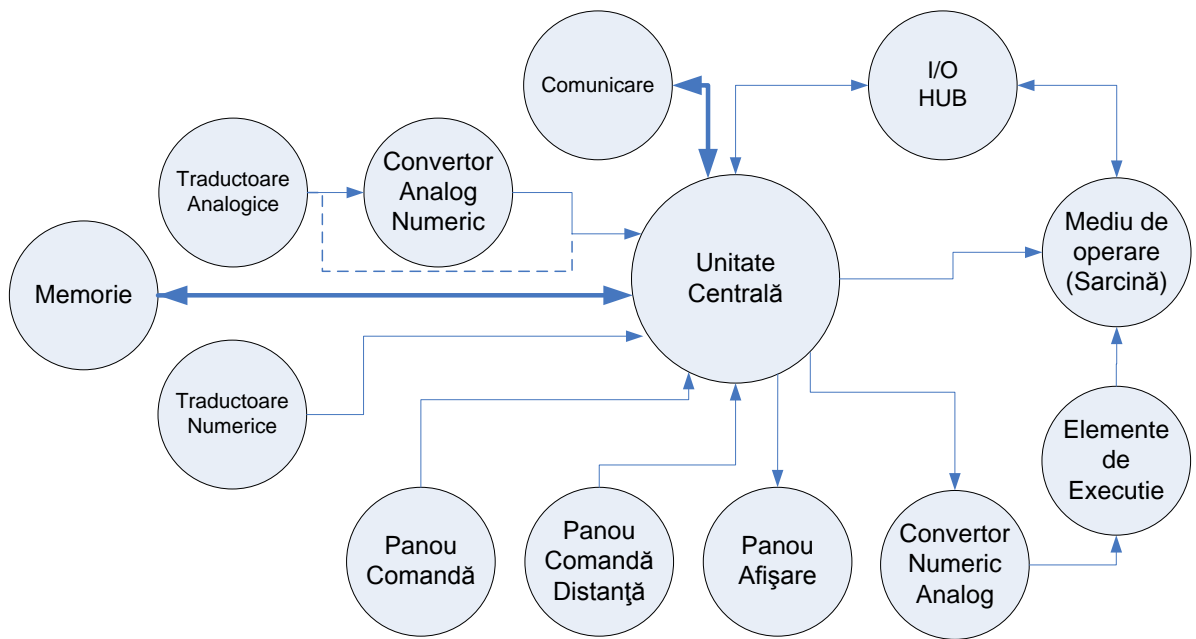 Comunicare
I/O
HUB
Traductoare
Analogice
Convertor
Analog
Numeric
Mediu de
operare
(Sarcină)
Unitate
Centrală
Memorie
Traductoare
Numerice
Elemente
de
Executie
Panou
Comandă
Panou
Comandă
Distanţă
Panou
Afişare
Convertor
Numeric
Analog